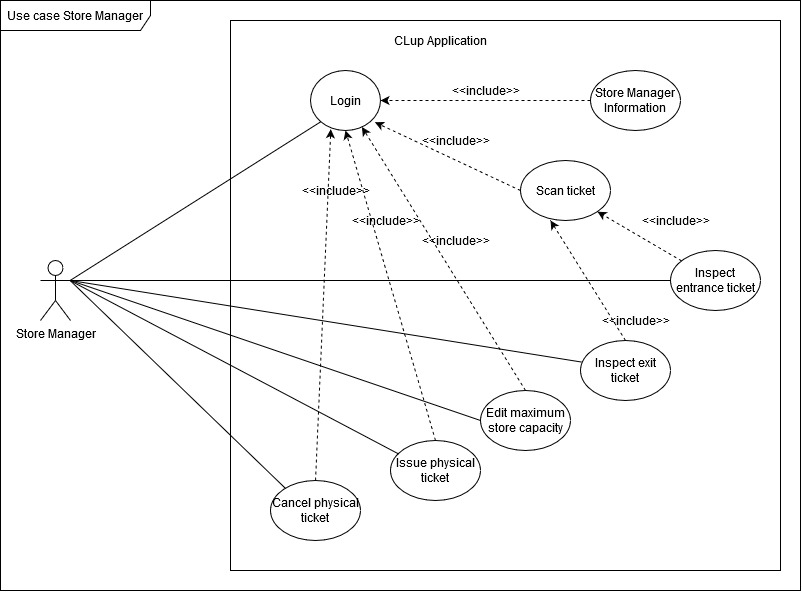 Use case Store Manager
CLup Application
Login
<<include>>
Store Manager
Information
<<include>>
Scan ticket
<<include>>
<<include>>
<<include>>
<<include>>
Inspect
entrance ticket
Store Manager
<<include>>
Inspect exit
ticket
Edit maximum
store capacity
Issue physical
ticket
Cancel physical
ticket